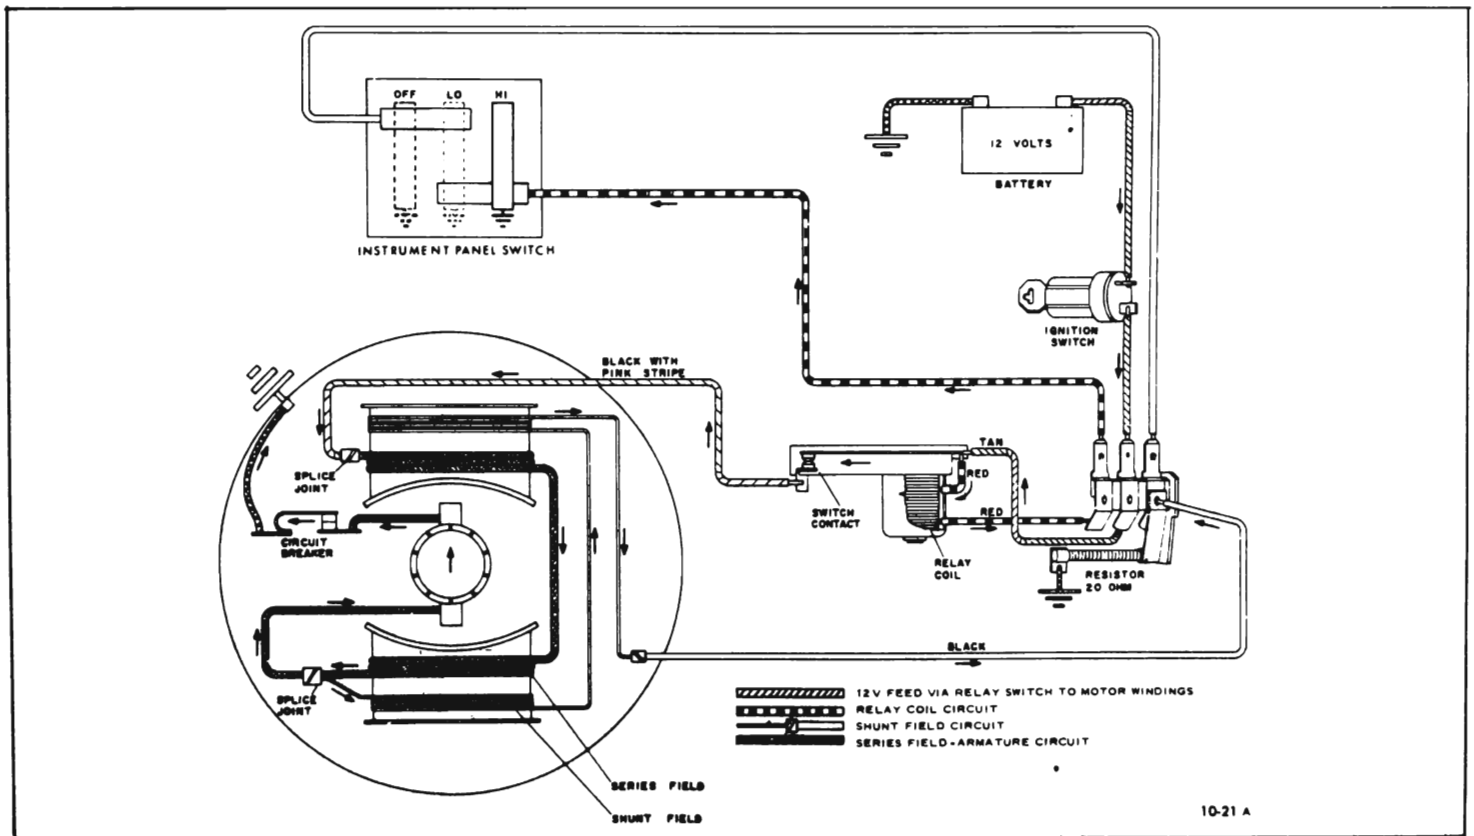 OFF LO HI
INSTRUMENT PANEL SWITCH
12 VOLTS
BATTERY
IGNITION
SWITCH
BLACK WITH
PINK STRIPE
SPLICE
JOINT
CIRCUIT
BREAKER
TAN
RED
RED
SWITCH
CONTACT
RELAY
COIL
RESISTOR
20 OHM
BLACK
SPLICE
JOINT
SERIES FIELD
SHUNT FIELD
12V FEED VIA RELAY SWITCH TO MOTOR WINDINGS
RELAY COIL CIRCUIT
SHUNT FIELD CIRCUIT
SERIES FIELD-ARMATURE CIRCUIT
10-21 A